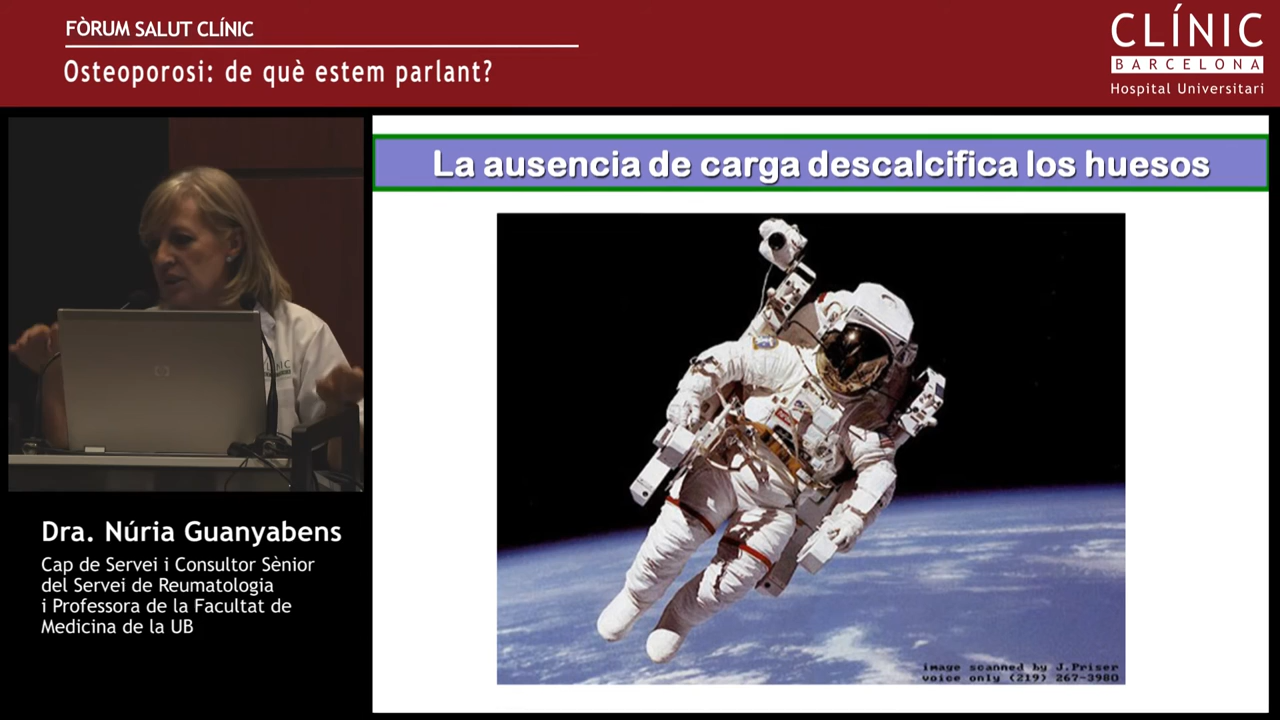 FÒRUM SALUT CLÍNIC
Osteoporosi: de què estem parlant?
CLÍNIC
BARCELONA
Hospital Universitari
La ausencia de carga descalcifica los huesos
image scanned by J.Priser
voice only (219) 267-3980
Dra. Núria Guanyabens
Cap de Servei i Consultor Sènior
del Servei de Reumatologia
i Professora de la Facultat de
Medicina de la UB